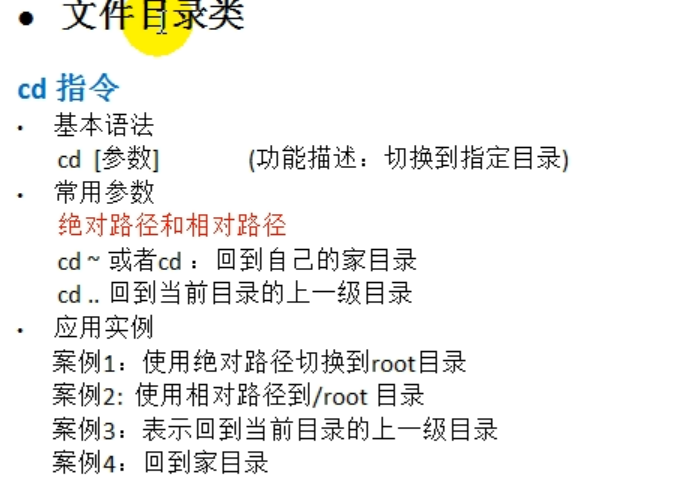 ● 文件目录类
cd 指令
• 基本语法
cd [参数] (功能描述：切换到指定目录)
• 常用参数
绝对路径和相对路径
cd ~ 或者cd ：回到自己的家目录
cd .. 回到当前目录的上一级目录
• 应用实例
案例1：使用绝对路径切换到root目录
案例2: 使用相对路径到/root 目录
案例3：表示回到当前目录的上一级目录
案例4：回到家目录